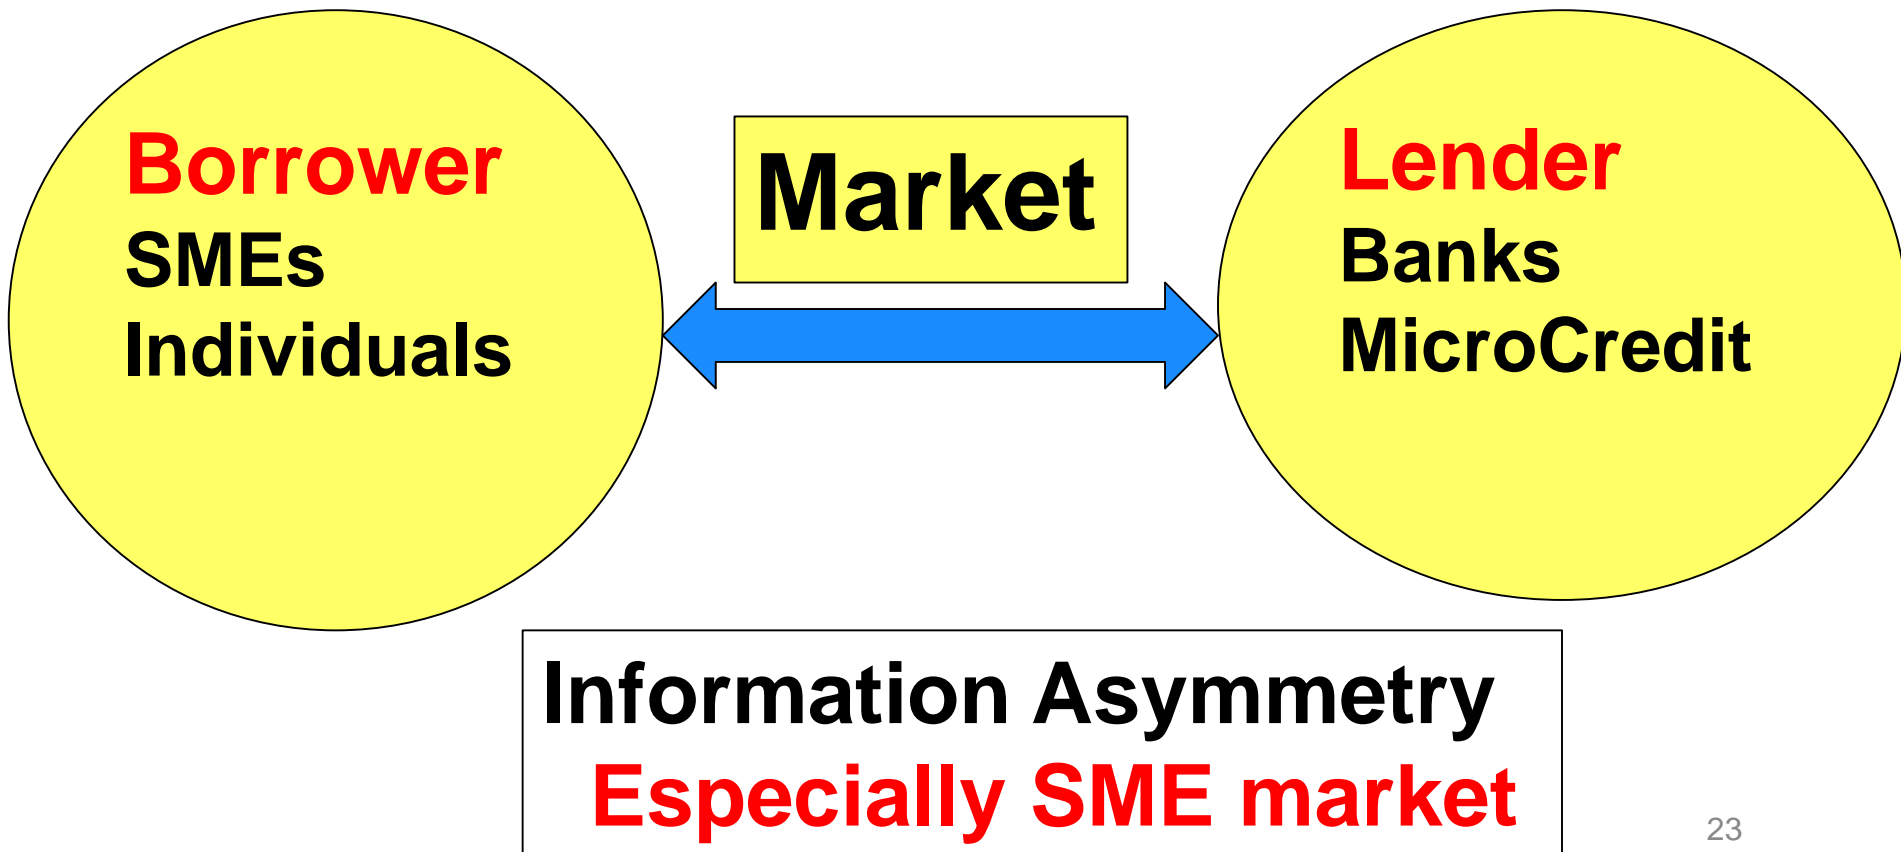 Borrower
SMEs
Individuals
Market
Lender
Banks
MicroCredit
Information Asymmetry
Especially SME market
23